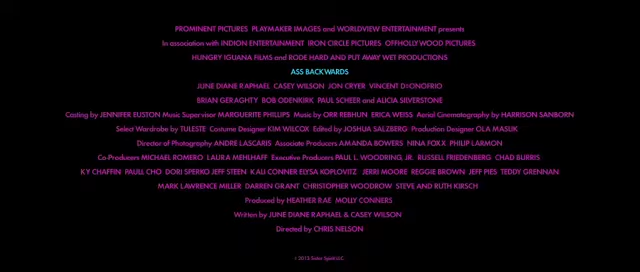 PROMINENT PICTURES PLAYMAKER IMAGES and WORLDVIEW ENTERTAINMENT presents
In association with INDION ENTERTAINMENT IRON CIRCLE PICTURES OFFHOLLYWOOD PICTURES
HUNGRY IGUANA FILMS and RODE HARD AND PUT AWAY WET PRODUCTIONS
ASS BACKWARDS
JUNE DIANE RAPHAEL CASEY WILSON JON CRYER VINCENT D'ONOFRIO
BRIAN GERAGHTY BOB ODENKIRK PAUL SCHEER and ALICIA SILVERSTONE
Casting by JENNIFER EUSTON Music Supervisor MARGUERITE PHILLIPS Music by ORR REBHUN ERICA WEISS Aerial Cinematography by HARRISON SANBORN
Select Wardrobe by TULESTE Costume Designer KIM WILCOX Edited by JOSHUA SALZBERG Production Designer OLA MASLIK
Director of Photography ANDRE LASCARIS Associate Producers AMANDA BOWERS NINA FOXX PHILIP LARMON
Co-Producers MICHAEL ROMERO LAURA MEHLHAFF Executive Producers PAUL L. WOODRING, JR. RUSSELL FRIEDENBERG CHAD BURRIS
KY CHAFFIN PAULL CHO DORI SPERKO JEFF STEEN KALI CONNER ELYSA KOPLOVITZ JERRI MOORE REGGIE BROWN JEFF PIES TEDDY GRENNAN
MARK LAWRENCE MILLER DARREN GRANT CHRISTOPHER WOODROW STEVE AND RUTH KIRSCH
Produced by HEATHER RAE MOLLY CONNERS
Written by JUNE DIANE RAPHAEL & CASEY WILSON
Directed by CHRIS NELSON
© 2013 Sister Spirit LLC